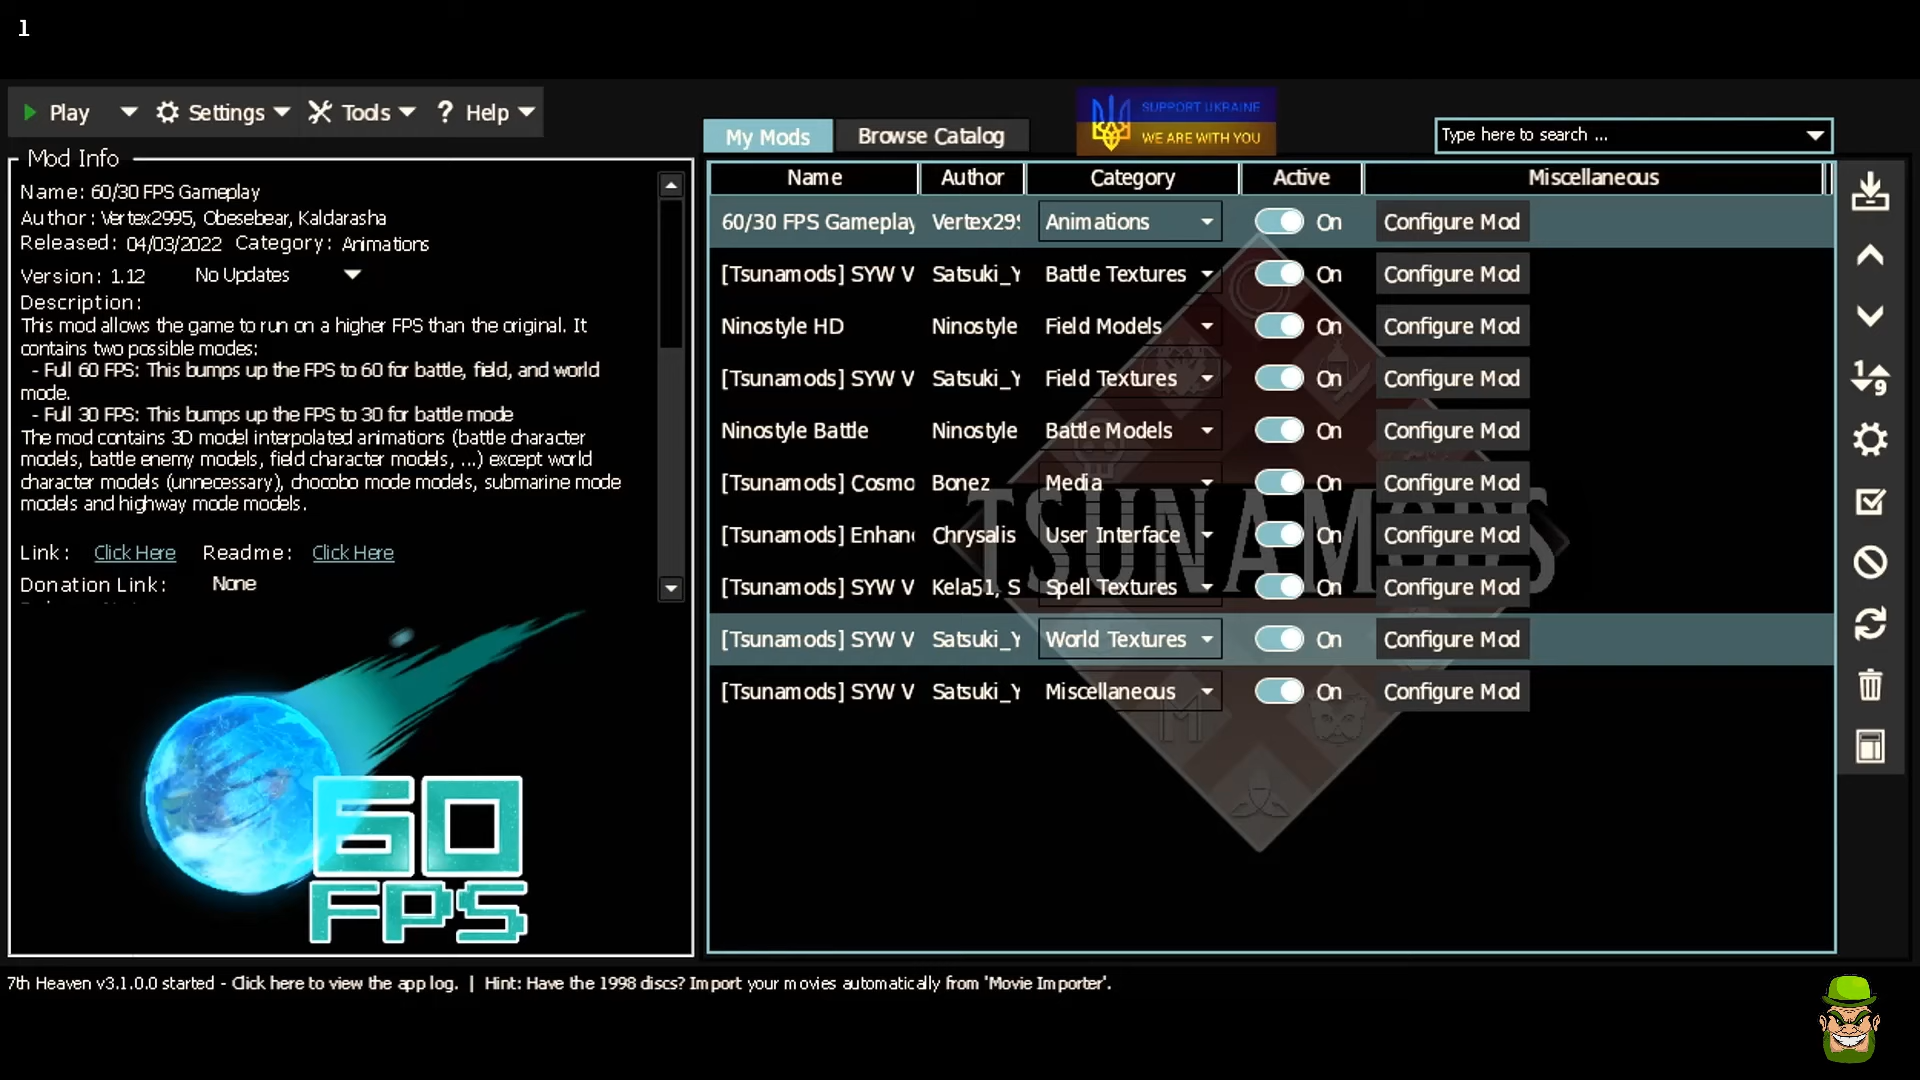 1
Play Settings Tools ? Help
My Mods Browse Catalog
SUPPORT UKRAINE
WE ARE WITH YOU
Type here to search ...
Mod Info
Name: 60/30 FPS Gameplay
Author: Vertex2995, Obesebear, Kaldarasha
Released: 04/03/2022 Category: Animations
Version: 1.12 No Updates
Description:
This mod allows the game to run on a higher FPS than the original. It
contains two possible modes:
- Full 60 FPS: This bumps up the FPS to 60 for battle, field, and world
mode.
- Full 30 FPS: This bumps up the FPS to 30 for battle mode
The mod contains 3D model interpolated animations (battle character
models, battle enemy models, field character models, ...) except world
character models (unnecessary), chocobo mode models, submarine mode
models and highway mode models.
Link: Click Here Readme: Click Here
Donation Link: None
60
FPS
Name Author Category Active Miscellaneous
60/30 FPS Gameplay Vertex299 Animations On Configure Mod
[Tsunamods] SYW V Satsuki_Y Battle Textures On Configure Mod
Ninostyle HD Ninostyle Field Models On Configure Mod
[Tsunamods] SYW V Satsuki_Y Field Textures On Configure Mod
Ninostyle Battle Ninostyle Battle Models On Configure Mod
[Tsunamods] Cosmo Bonez Media On Configure Mod
[Tsunamods] Enhan Chrysalis User Interface On Configure Mod
[Tsunamods] SYW V Kela51, S Spell Textures On Configure Mod
[Tsunamods] SYW V Satsuki_Y World Textures On Configure Mod
[Tsunamods] SYW V Satsuki_Y Miscellaneous On Configure Mod
TSUNAMODS
1 9
7th Heaven v3.1.0.0 started - Click here to view the app log. | Hint: Have the 1998 discs? Import your movies automatically from 'Movie Importer'.